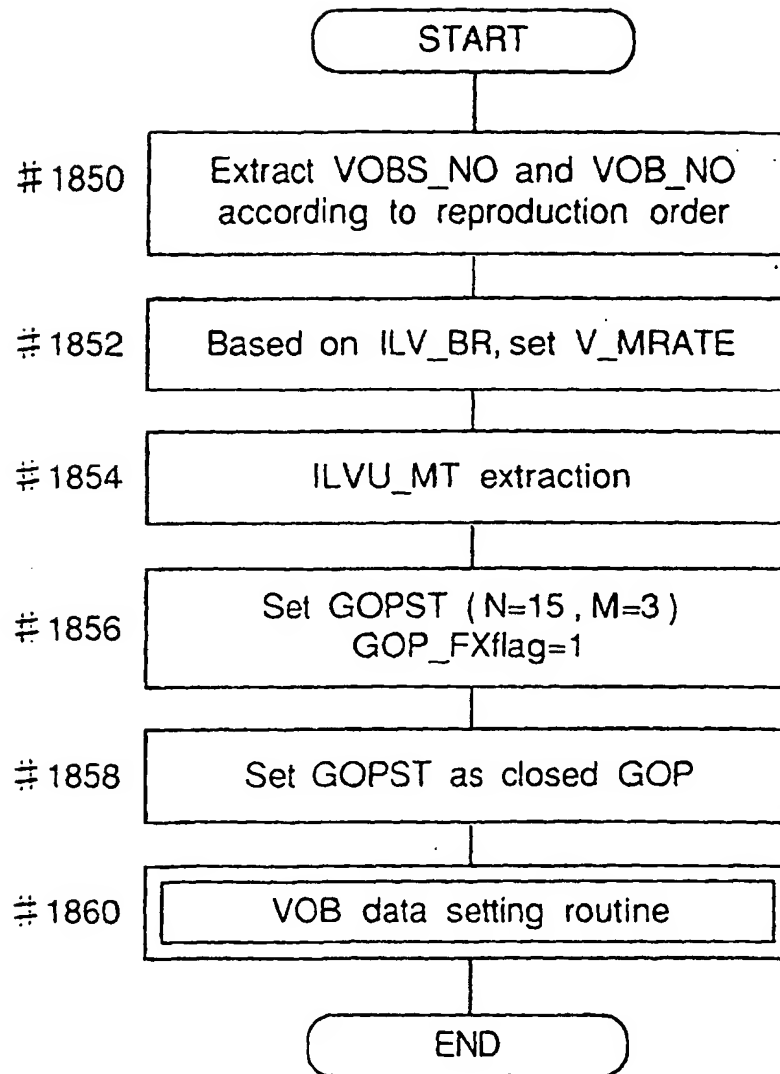 START
#1850
Extract VOBS_NO and VOB_NO
according to reproduction order
#1852
Based on ILV_BR, set V_MRATE
#1854
ILVU_MT extraction
#1856
Set GOPST (N=15, M=3)
GOP_FXflag=1
#1858
Set GOPST as closed GOP
#1860
VOB data setting routine
END